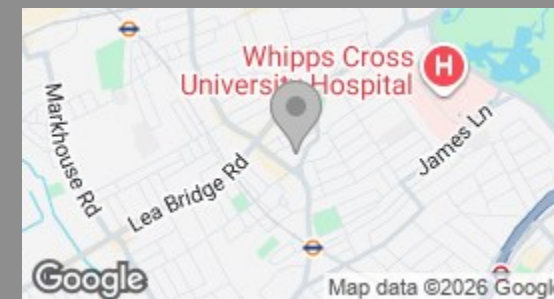 Whipps Cross
University Hospital
H
Markhouse Rd
James Ln
Lea Bridge Rd
Google
Map data ©2026 Googl